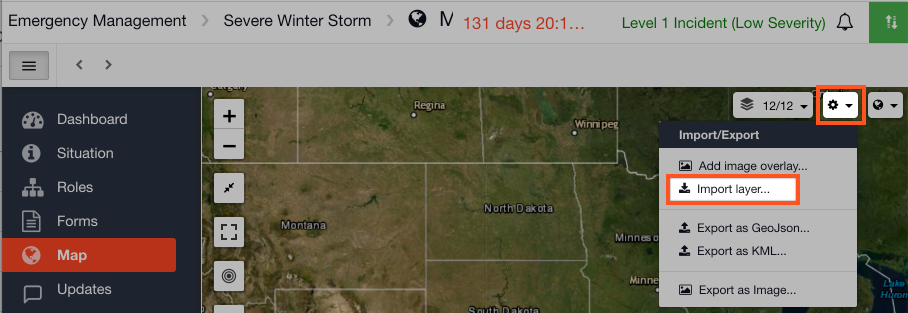 Emergency Management > Severe Winter Storm > M 131 days 20:1... Level 1 Incident (Low Severity)
Dashboard
Situation
Roles
Forms
Map
Updates
+
−
Regina
Winnipeg
Montana
North Dakota
Minneso
South Dakota
Lake
Huron
12/12
Import/Export
Add image overlay...
Import layer...
Export as GeoJson...
Export as KML...
Export as Image...